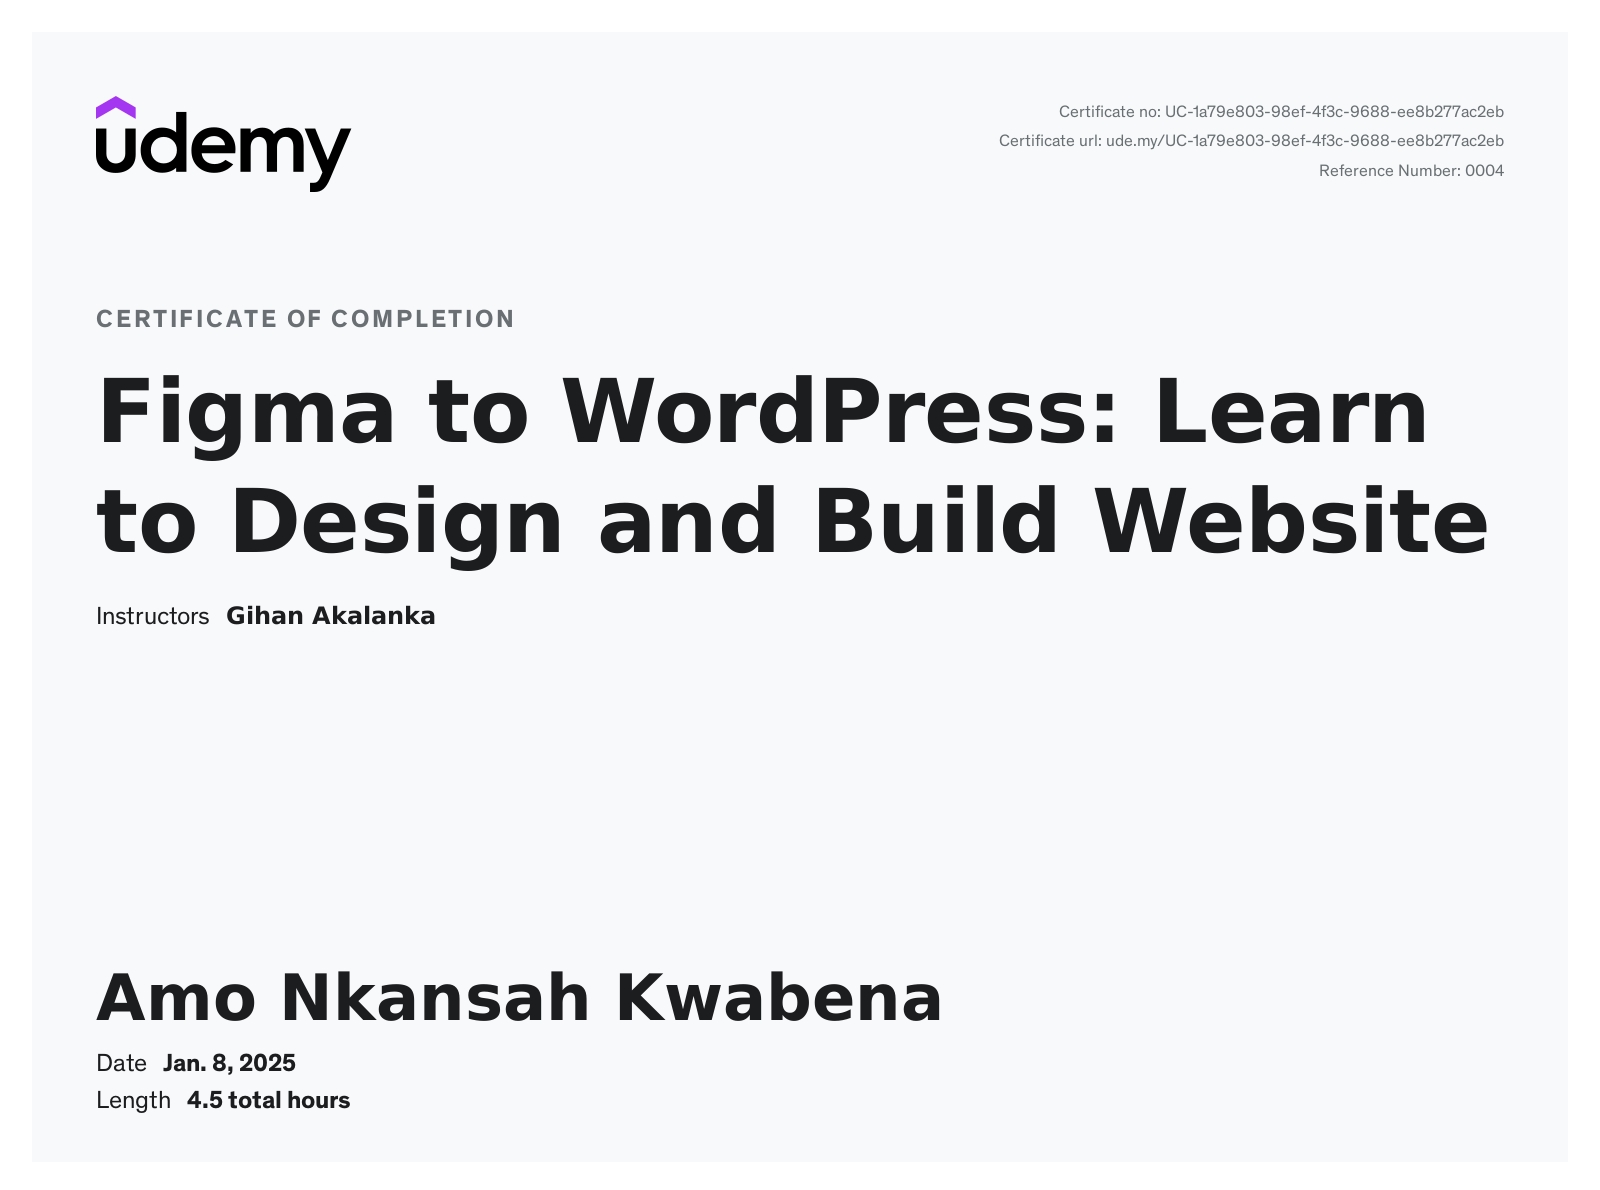 udemy
Certificate no: UC-1a79e803-98ef-4f3c-9688-ee8b277ac2eb
Certificate url: ude.my/UC-1a79e803-98ef-4f3c-9688-ee8b277ac2eb
Reference Number: 0004
CERTIFICATE OF COMPLETION
Figma to WordPress: Learn
to Design and Build Website
Instructors Gihan Akalanka
Amo Nkansah Kwabena
Date Jan. 8, 2025
Length 4.5 total hours